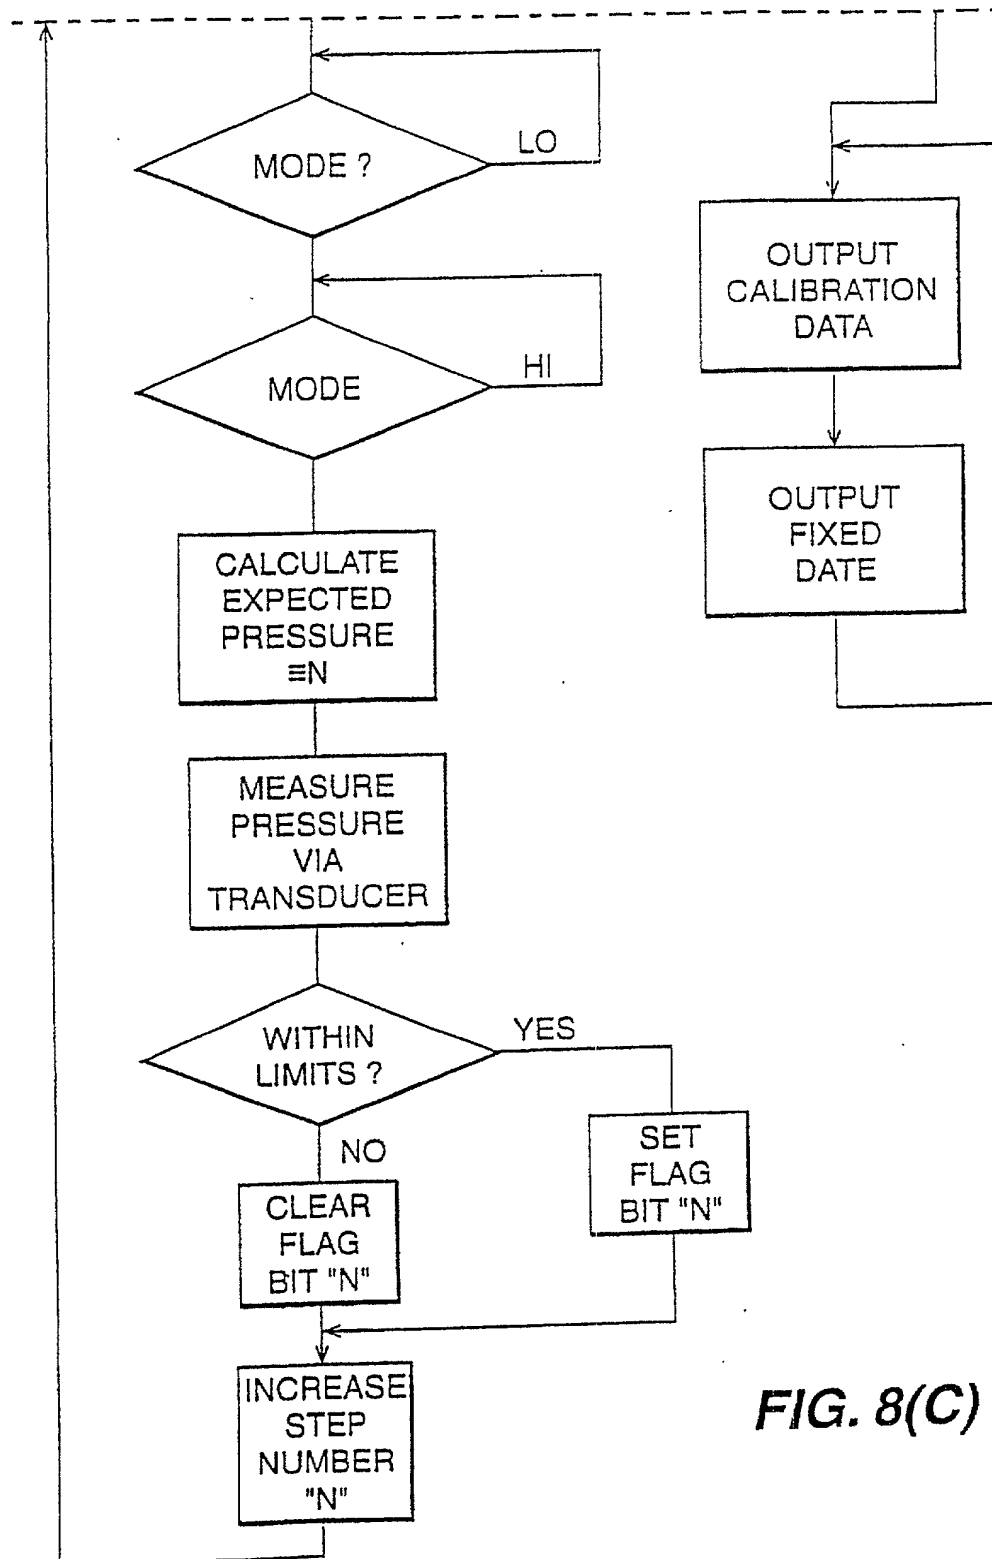 MODE ?
LO
MODE
HI
CALCULATE
EXPECTED
PRESSURE
≡N
MEASURE
PRESSURE
VIA
TRANSDUCER
WITHIN
LIMITS ?
YES
NO
SET
FLAG
BIT "N"
CLEAR
FLAG
BIT "N"
INCREASE
STEP
NUMBER
"N"
OUTPUT
CALIBRATION
DATA
OUTPUT
FIXED
DATE
FIG. 8(C)